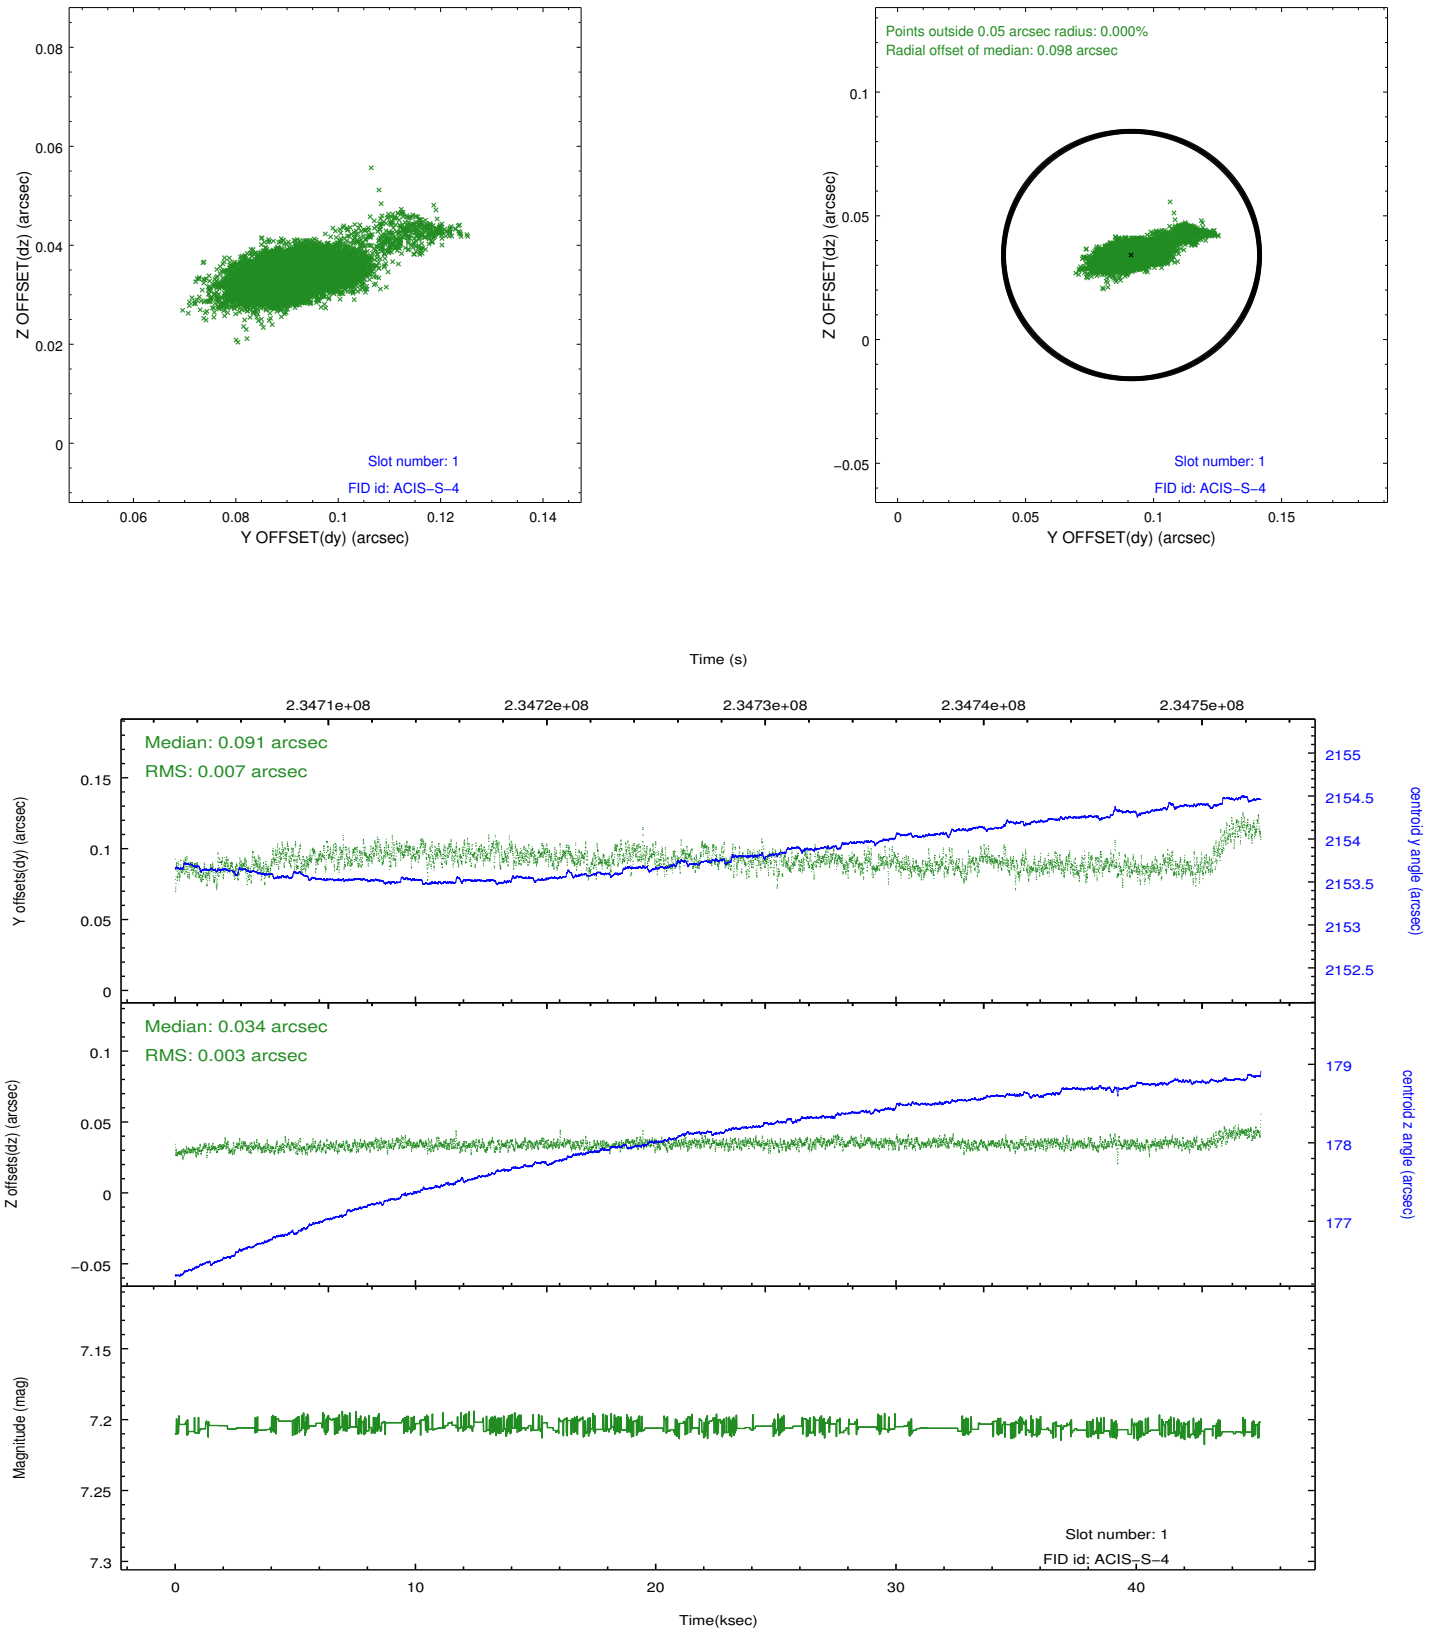 0.08
0.06
0.04
0.02
0
Z OFFSET(dz) (arcsec)
Slot number: 1
FID id: ACIS−S−4
0.06 0.08 0.1 0.12 0.14
Y OFFSET(dy) (arcsec)
Points outside 0.05 arcsec radius: 0.000%
Radial offset of median: 0.098 arcsec
0.1
0.05
0
−0.05
Z OFFSET(dz) (arcsec)
Slot number: 1
FID id: ACIS−S−4
0 0.05 0.1 0.15
Y OFFSET(dy) (arcsec)
Time (s)
2.3471e+08 2.3472e+08 2.3473e+08 2.3474e+08 2.3475e+08
Median: 0.091 arcsec
RMS: 0.007 arcsec
0.15
0.1
0.05
0
Y offsets(dy) (arcsec)
2155
2154.5
2154
2153.5
2153
2152.5
centroid y angle (arcsec)
Median: 0.034 arcsec
RMS: 0.003 arcsec
0.1
0.05
0
−0.05
Z offsets(dz) (arcsec)
179
178
177
centroid z angle (arcsec)
7.15
7.2
7.25
7.3
Magnitude (mag)
Slot number: 1
FID id: ACIS−S−4
0 10 20 30 40
Time(ksec)